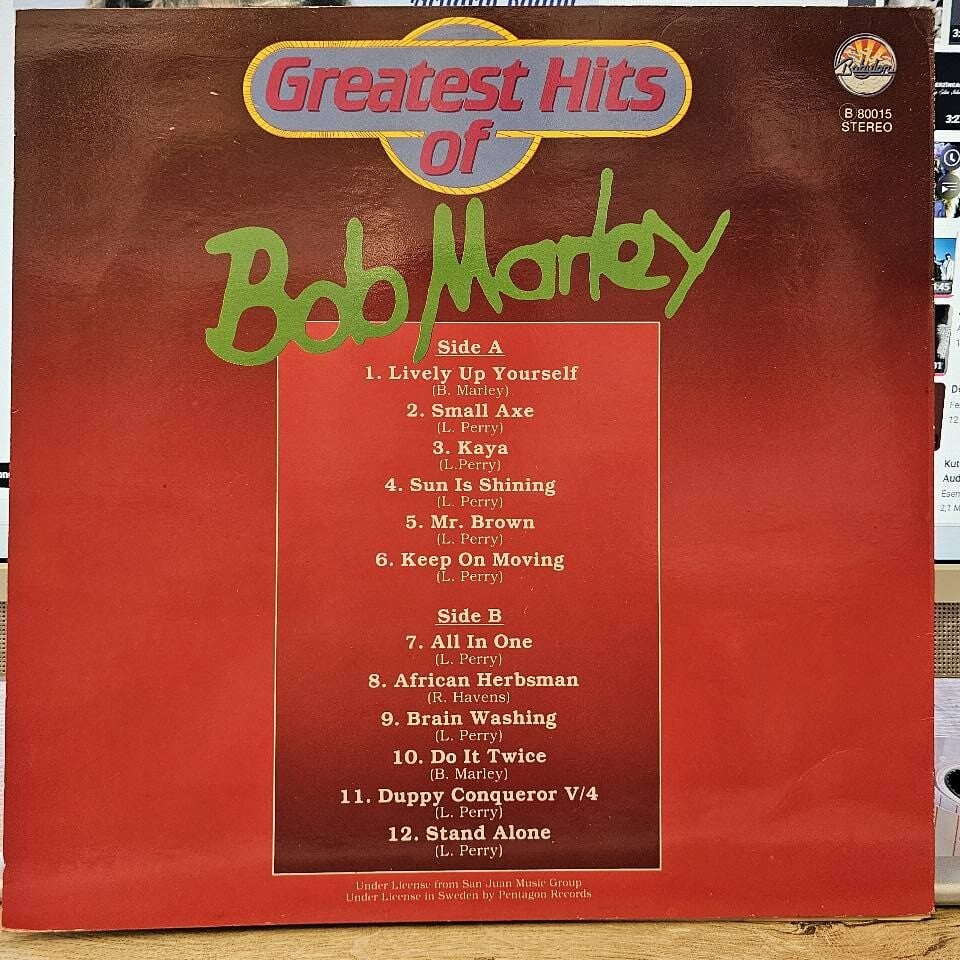 Greatest Hits
of
Bob Marley
Babylon
B 80015
STEREO
Side A
1. Lively Up Yourself
(B. Marley)
2. Small Axe
(L. Perry)
3. Kaya
(L.Perry)
4. Sun Is Shining
(L. Perry)
5. Mr. Brown
(L. Perry)
6. Keep On Moving
(L. Perry)
Side B
7. All In One
(L. Perry)
8. African Herbsman
(R. Havens)
9. Brain Washing
(L. Perry)
10. Do It Twice
(B. Marley)
11. Duppy Conqueror V/4
(L. Perry)
12. Stand Alone
(L. Perry)
Under License from San Juan Music Group
Under License in Sweden by Pentagon Records